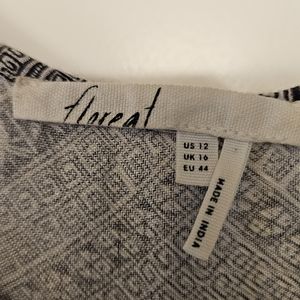 floreat
US 12
UK 16
EU 44
MADE IN INDIA